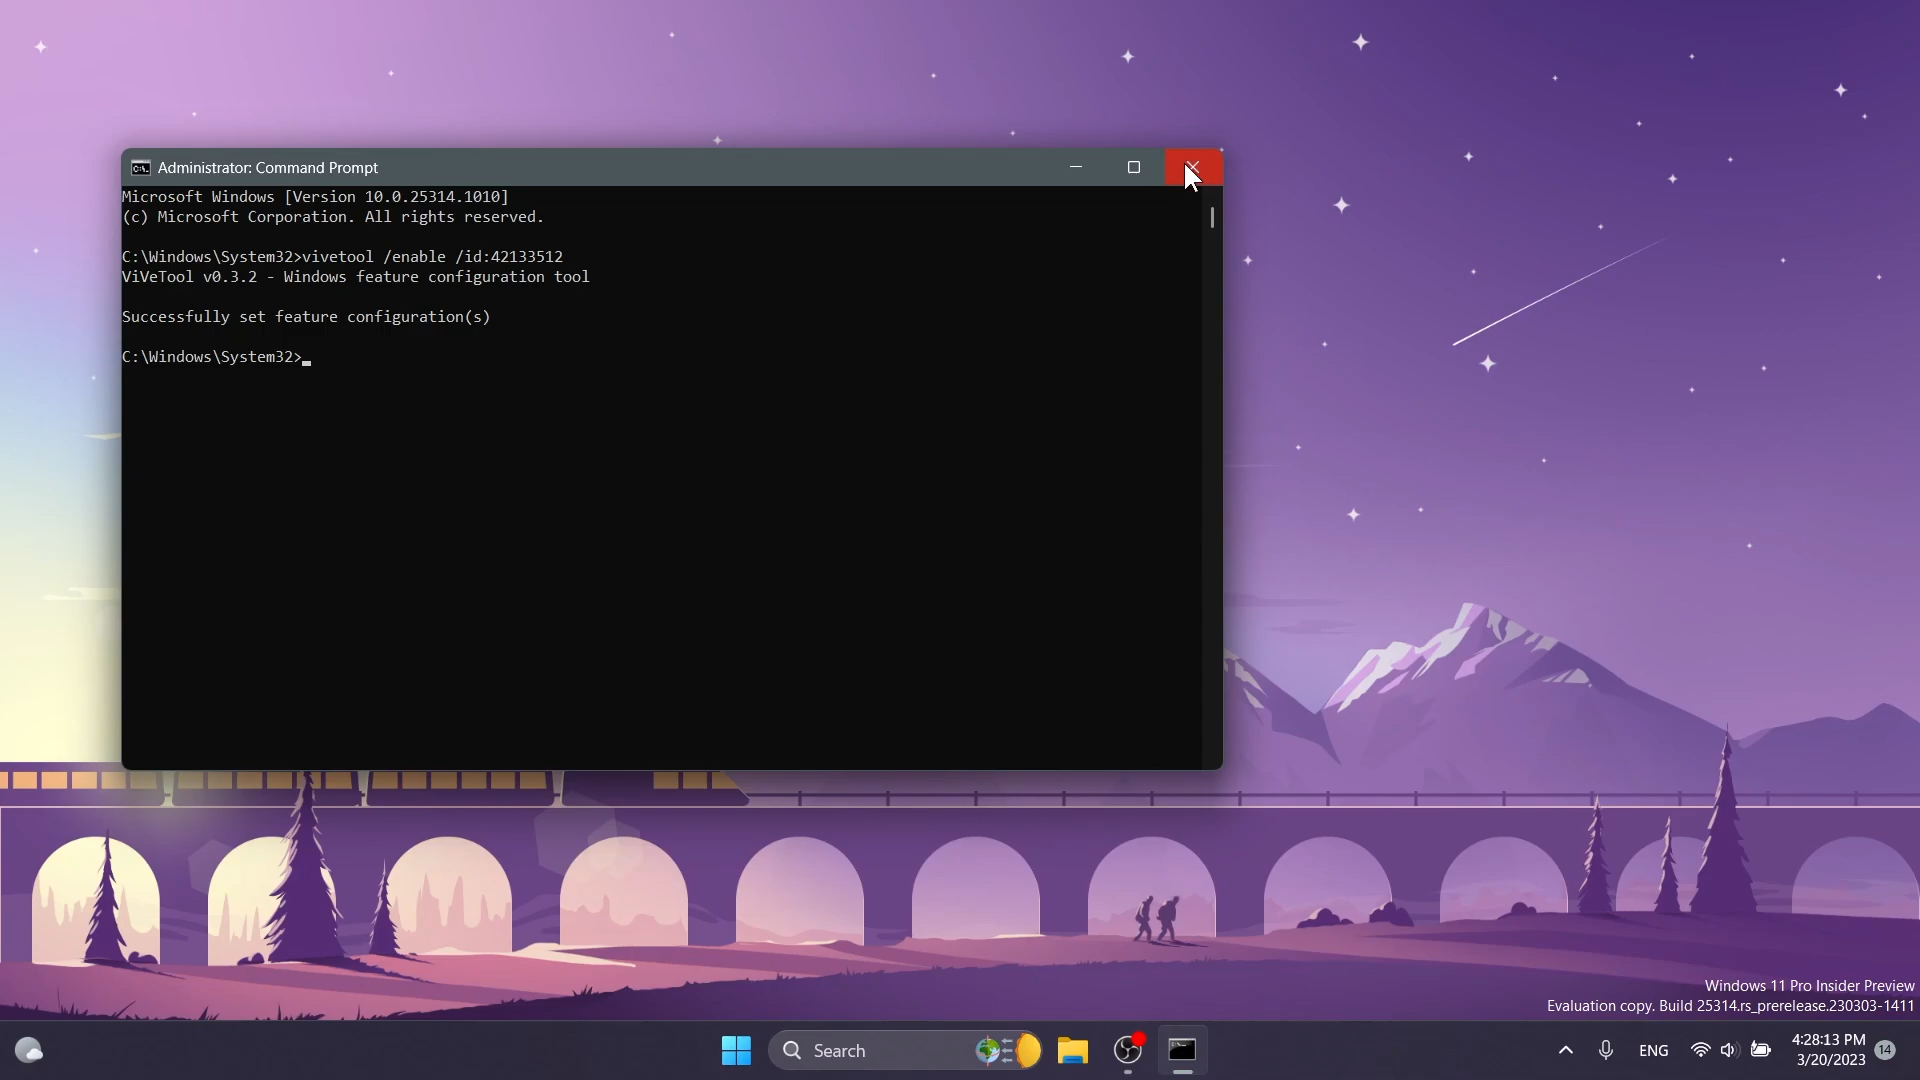 Administrator: Command Prompt
Microsoft Windows [Version 10.0.25314.1010]
(c) Microsoft Corporation. All rights reserved.
C:\Windows\System32>vivetool /enable /id:42133512
ViVeTool v0.3.2 - Windows feature configuration tool
Successfully set feature configuration(s)
C:\Windows\System32>
Windows 11 Pro Insider Preview
Evaluation copy. Build 25314.rs_prerelease.230303-1411
Search
ENG
4:28:13 PM
3/20/2023
14